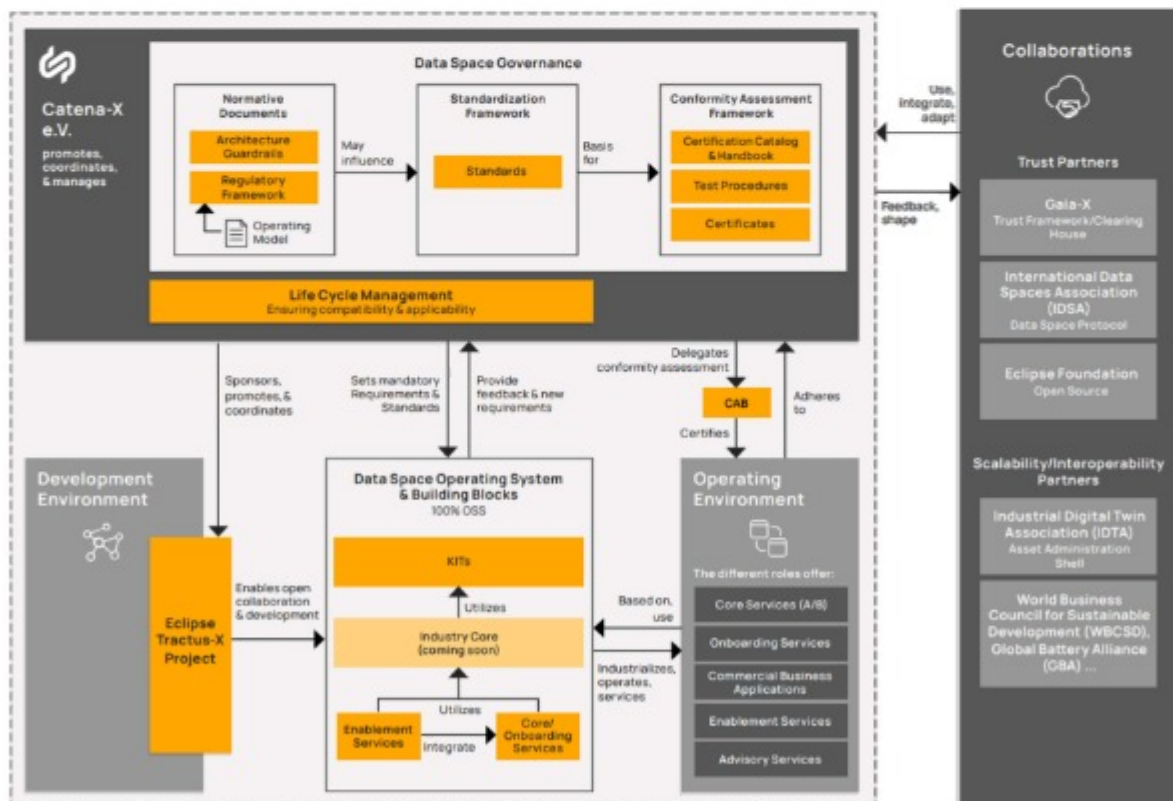 Catena-X
e.V.
promotes,
coordinates,
& manages
Data Space Governance
Normative
Documents
Architecture
Guardrails
Regulatory
Framework
Operating
Model
May
influence
Standardization
Framework
Standards
Basis
for
Conformity Assessment
Framework
Certification Catalog
& Handbook
Test Procedures
Certificates
Life Cycle Management
Ensuring compatibility & applicability
Use,
integrate,
adapt
Feedback,
shape
Collaborations
Trust Partners
Gaia-X
Trust Framework/Clearing
House
International Data
Spaces Association
(IDSA)
Data Space Protocol
Eclipse Foundation
Open Source
Scalability/Interoperability
Partners
Industrial Digital Twin
Association (IDTA)
Asset Administration
Shell
World Business
Council for Sustainable
Development (WBCSD),
Global Battery Alliance
(GBA) ...
Sponsors,
promotes, &
coordinates
Sets mandatory
Requirements &
Standards
Provide
feedback & new
requirements
Delegates
conformity assessment
CAB
Certifies
Adheres
to
Development
Environment
Eclipse
Tractus-X
Project
Enables open
collaboration
& development
Data Space Operating System
& Building Blocks
100% OSS
KITs
Utilizes
Industry Core
(coming soon)
Utilizes
Enablement
Services
Integrate
Core/
Onboarding
Services
Based on,
use
Industrializes,
operates,
services
Operating
Environment
The different roles offer:
Core Services (A/B)
Onboarding Services
Commercial Business
Applications
Enablement Services
Advisory Services